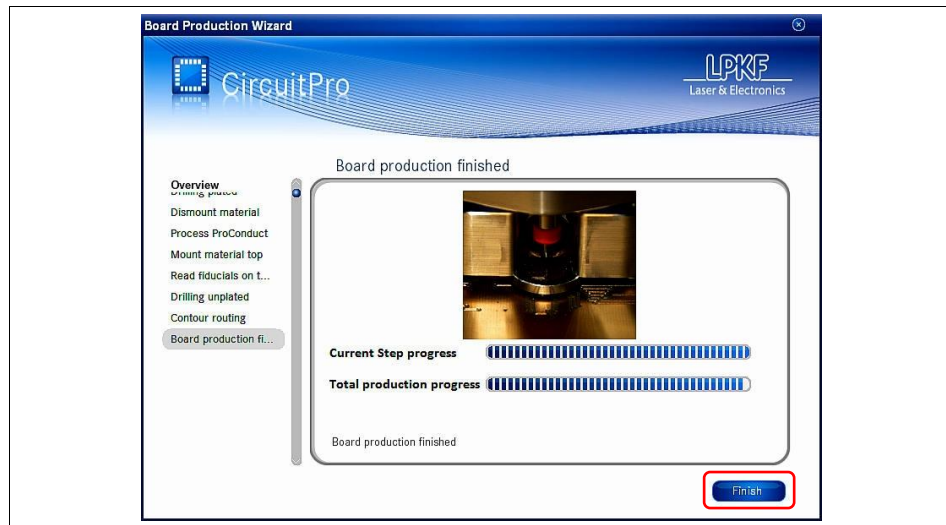 Board Production Wizard
CircuitPro
LPKF
Laser & Electronics
Board production finished
Overview
Drilling plated
Dismount material
Process ProConduct
Mount material top
Read fiducials on t...
Drilling unplated
Contour routing
Board production fi...
Current Step progress
Total production progress
Board production finished
Finish